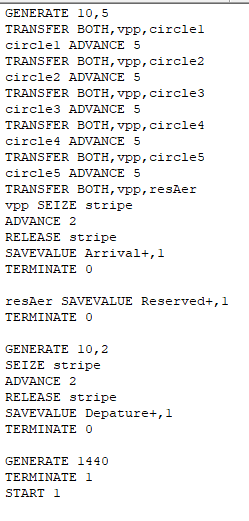 GENERATE 10,5
TRANSFER BOTH,vpp,circle1
circle1 ADVANCE 5
TRANSFER BOTH,vpp,circle2
circle2 ADVANCE 5
TRANSFER BOTH,vpp,circle3
circle3 ADVANCE 5
TRANSFER BOTH,vpp,circle4
circle4 ADVANCE 5
TRANSFER BOTH,vpp,circle5
circle5 ADVANCE 5
TRANSFER BOTH,vpp,resAer
vpp SEIZE stripe
ADVANCE 2
RELEASE stripe
SAVEVALUE Arrival+,1
TERMINATE 0
resAer SAVEVALUE Reserved+,1
TERMINATE 0
GENERATE 10,2
SEIZE stripe
ADVANCE 2
RELEASE stripe
SAVEVALUE Depature+,1
TERMINATE 0
GENERATE 1440
TERMINATE 1
START 1